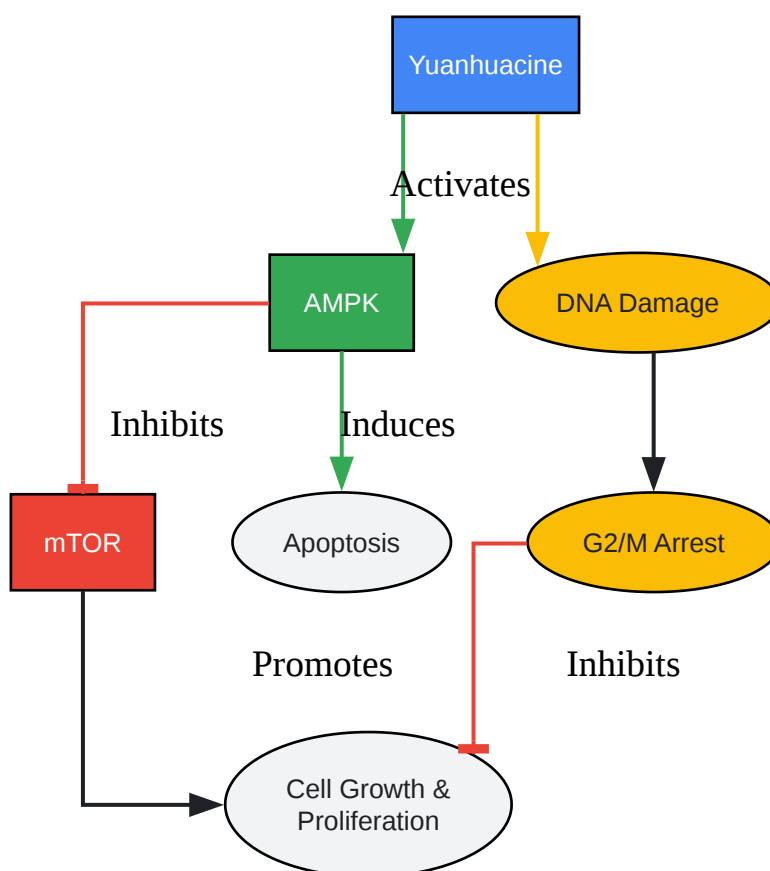 Yuanhuacine
Activates
AMPK
DNA Damage
Inhibits
Induces
mTOR
Apoptosis
G2/M Arrest
Promotes
Inhibits
Cell Growth &
Proliferation